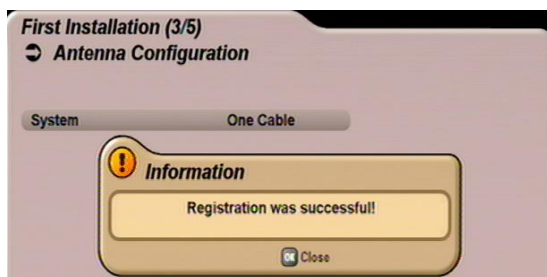 First Installation (3/5)
Antenna Configuration
System One Cable
Information
Registration was successful!
OK Close